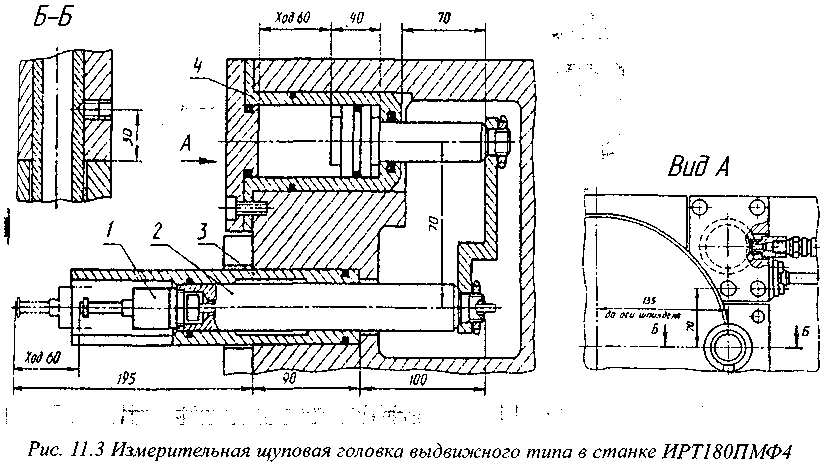 Б–Б
30
Ход 60
40
70
4
А
70
1
2
3
Ход 60
195
90
100
Вид А
135
до оси шпинделя
70
Б
Б
Рис. 11.3 Измерительная щуповая головка выдвижного типа в станке ИРТ180ПМФ4